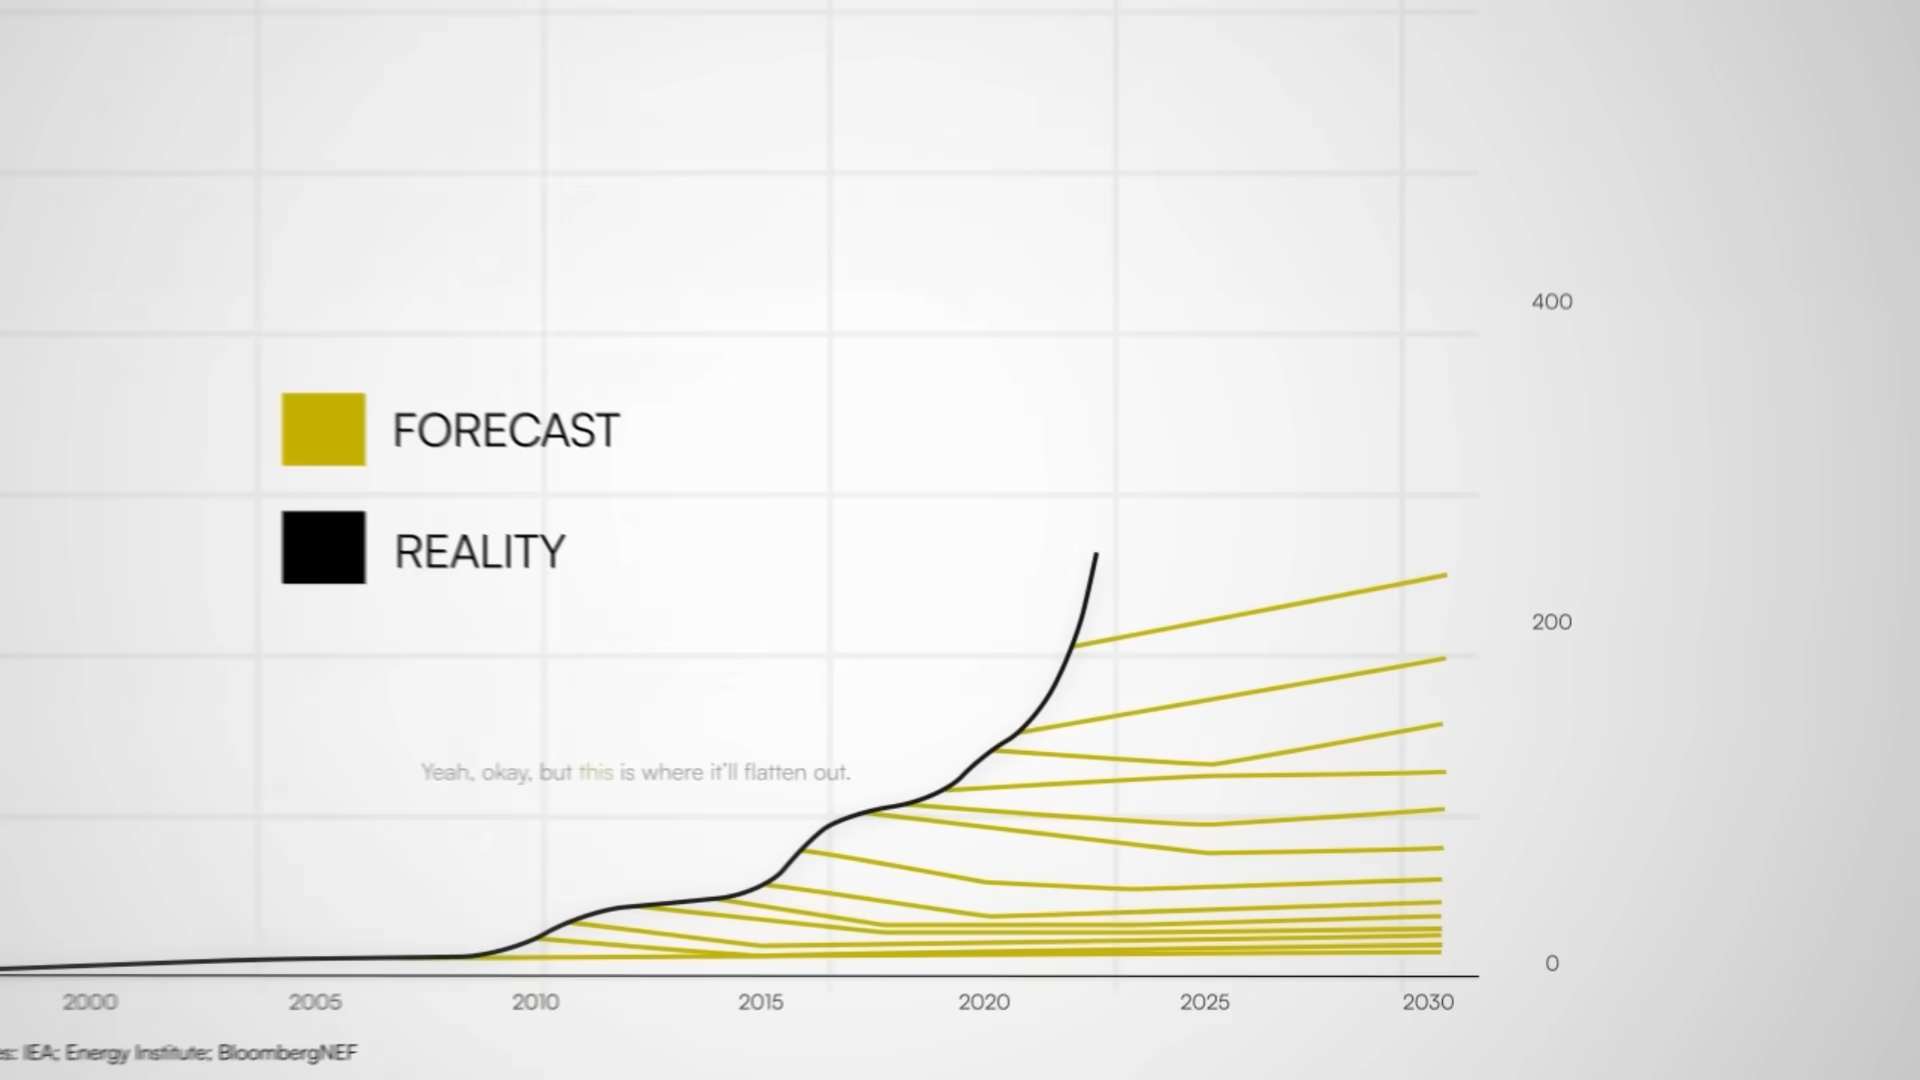 400
FORECAST
REALITY
200
Yeah, okay, but this is where it'll flatten out.
0
2000 2005 2010 2015 2020 2025 2030
es: IEA; Energy Institute; BloombergNEF